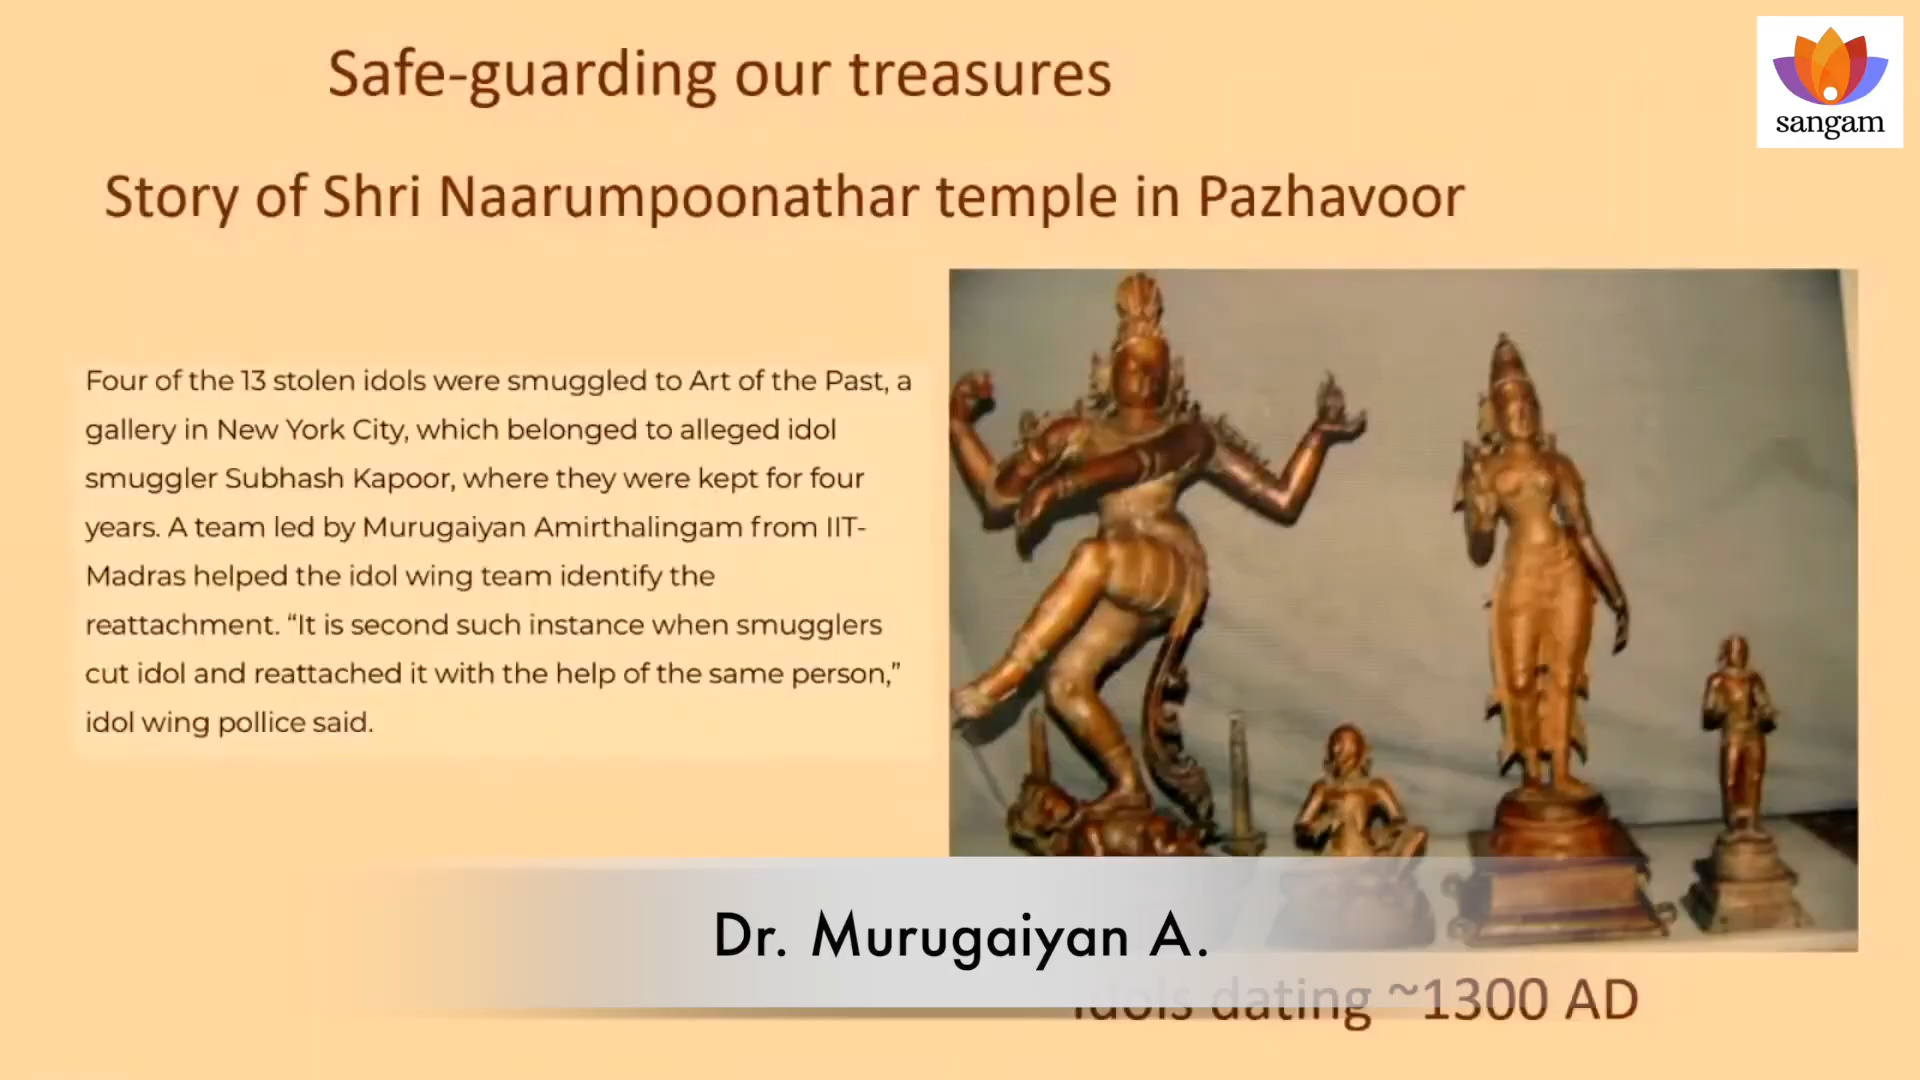 Safe-guarding our treasures
sangam
Story of Shri Naarumpoonathar temple in Pazhavoor
Four of the 13 stolen idols were smuggled to Art of the Past, a
gallery in New York City, which belonged to alleged idol
smuggler Subhash Kapoor, where they were kept for four
years. A team led by Murugaiyan Amirthalingam from IIT-
Madras helped the idol wing team identify the
reattachment. “It is second such instance when smugglers
cut idol and reattached it with the help of the same person,”
idol wing pollice said.
Dr. Murugaiyan A.
Idols dating ~1300 AD